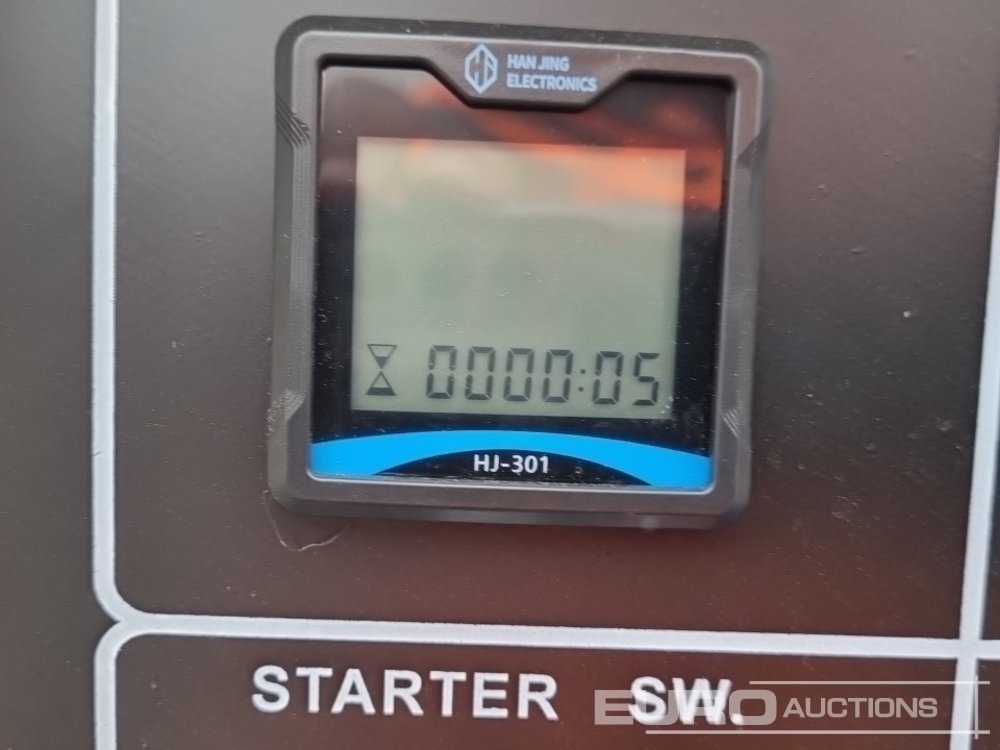 HAN JING
ELECTRONICS
0000:05
HJ-301
STARTER SW.
EURO AUCTIONS